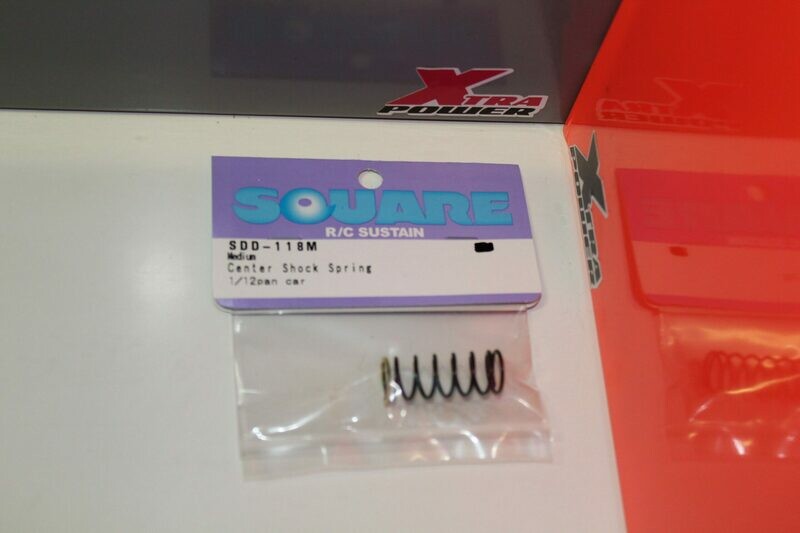 XTRA
POWER
SQUARE
R/C SUSTAIN
SDD-118M
Medium
Center Shock Spring
1/12pan car